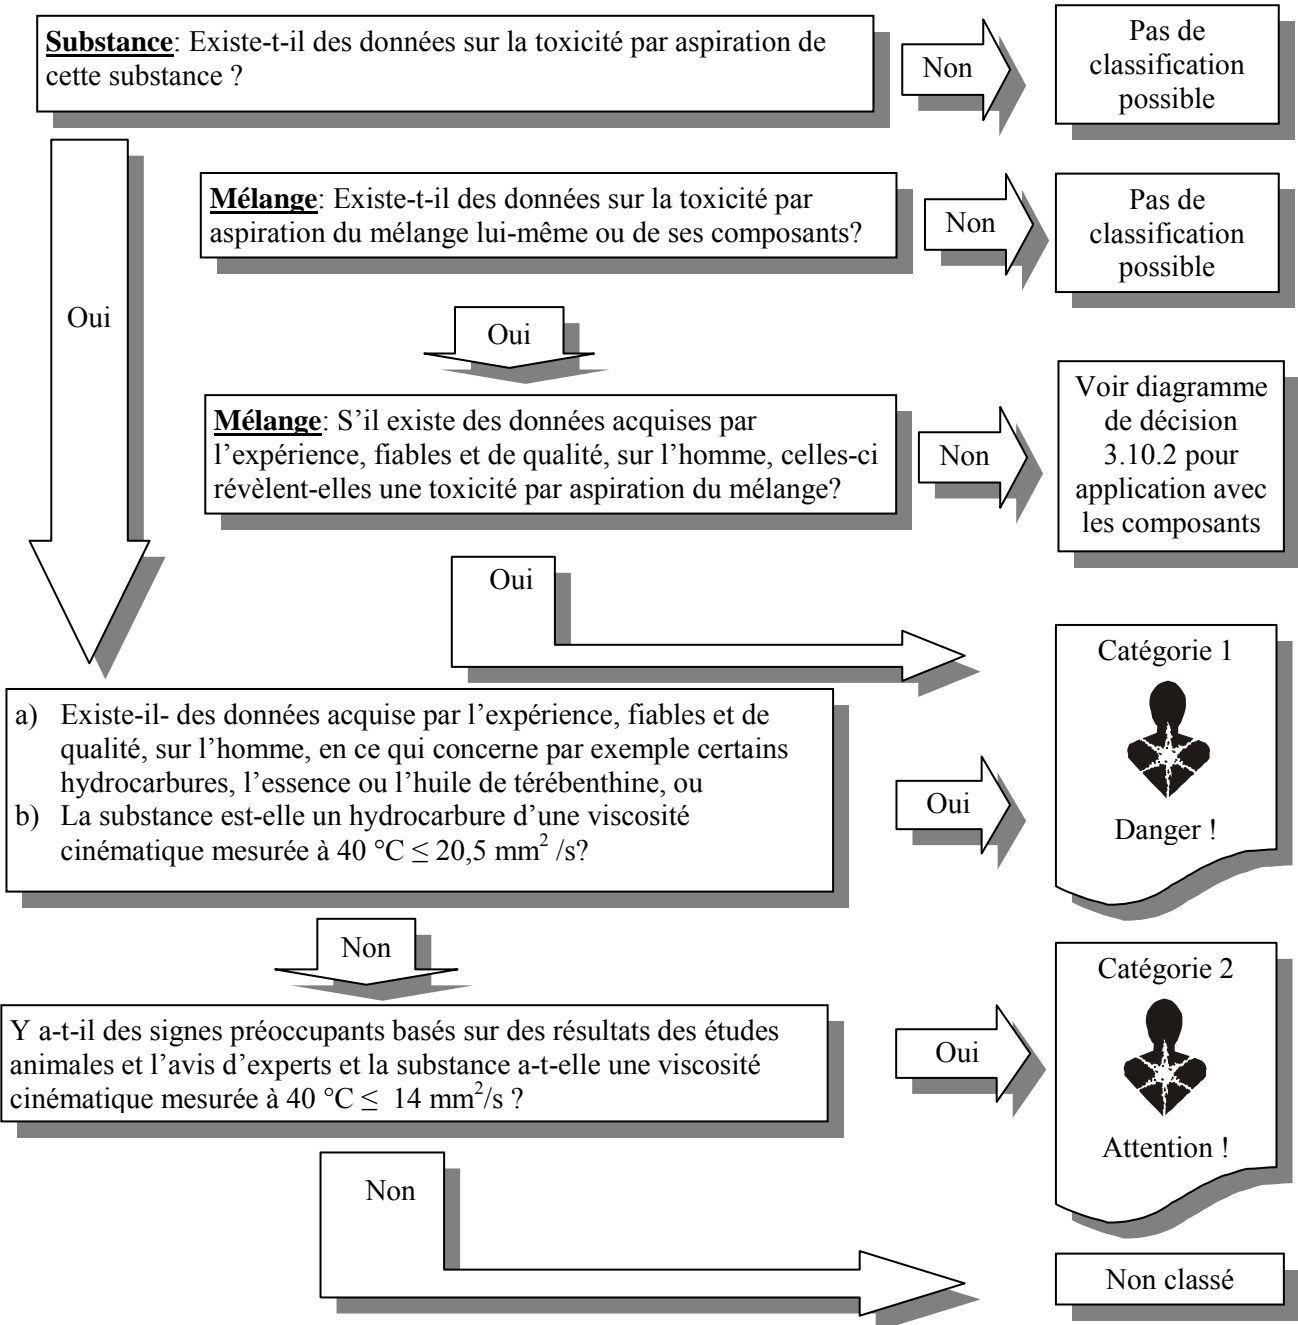 Substance: Existe-t-il des données sur la toxicité par aspiration de
cette substance ?
Non
Pas de
classification
possible
Mélange: Existe-t-il des données sur la toxicité par
aspiration du mélange lui-même ou de ses composants?
Non
Pas de
classification
possible
Oui
Oui
Mélange: S’il existe des données acquises par
l’expérience, fiables et de qualité, sur l’homme, celles-ci
révèlent-elles une toxicité par aspiration du mélange?
Non
Voir diagramme
de décision
3.10.2 pour
application avec
les composants
Oui
Catégorie 1
Danger !
a) Existe-il- des données acquise par l’expérience, fiables et de
qualité, sur l’homme, en ce qui concerne par exemple certains
hydrocarbures, l’essence ou l’huile de térébenthine, ou
b) La substance est-elle un hydrocarbure d’une viscosité
cinématique mesurée à 40 °C ≤ 20,5 mm² /s?
Oui
Non
Catégorie 2
Attention !
Y a-t-il des signes préoccupants basés sur des résultats des études
animales et l’avis d’experts et la substance a-t-elle une viscosité
cinématique mesurée à 40 °C ≤ 14 mm²/s ?
Oui
Non
Non classé